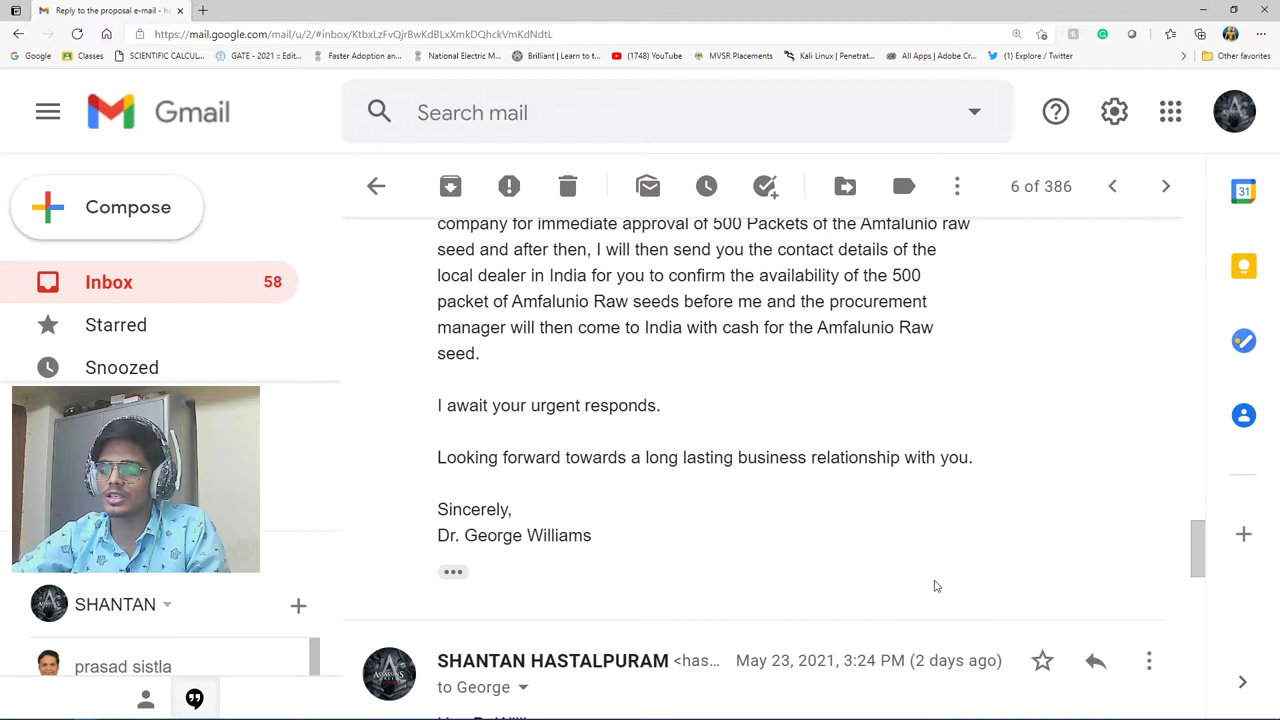 Reply to the proposal e-mail - ha
https://mail.google.com/mail/u/2/#inbox/KtbxLzFvQjrBwKdBLxXmkDQhckVmKdNdtL
Google
Classes
SCIENTIFIC CALCUL...
GATE - 2021 :: Edit...
Faster Adoption an...
National Electric M...
Brilliant | Learn to t...
(1748) YouTube
MVSR Placements
Kali Linux | Penetrat...
All Apps | Dejabre C...
(1) Explore / Twitter
Other favorites
Gmail
Search mail
Compose
6 of 386
Inbox 58
Starred
Snoozed
company for immediate approval of 500 Packets of the Amfalunio raw
seed and after then, I will then send you the contact details of the
local dealer in India for you to confirm the availability of the 500
packet of Amfalunio Raw seeds before me and the procurement
manager will then come to India with cash for the Amfalunio Raw
seed.
I await your urgent responds.
Looking forward towards a long lasting business relationship with you.
Sincerely,
Dr. George Williams
SHANTAN
prasad sistla
SHANTAN HASTALPURAM <has... May 23, 2021, 3:24 PM (2 days ago)
to George
31